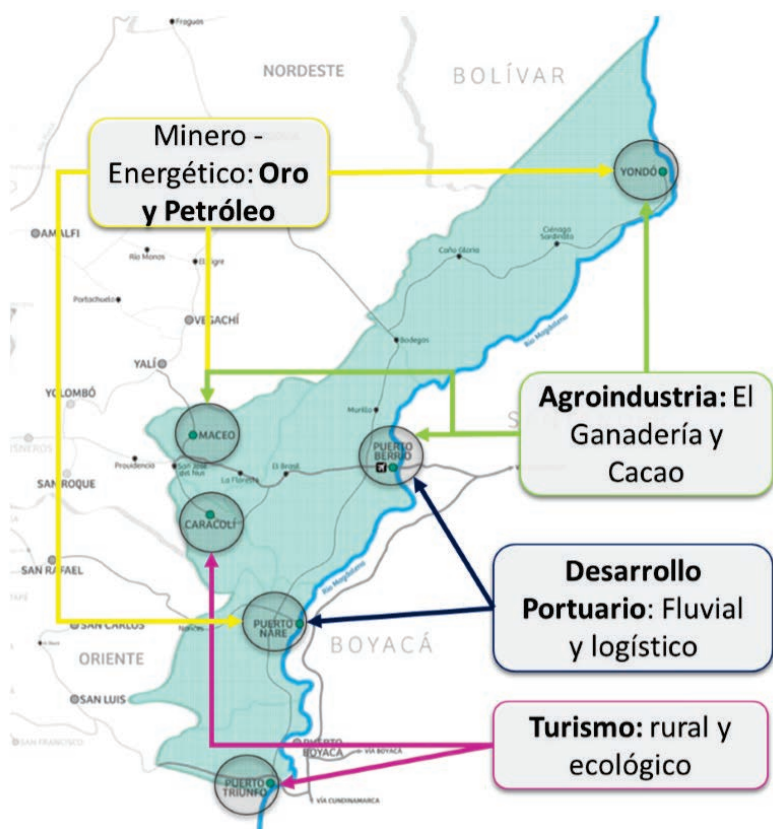 Fraguas
NORDESTE
BOLÍVAR
Minero -
Energético: Oro
y Petróleo
YONDÓ
AMALFI
Río Monos
Ciénaga
Sardinata
Caño Gloria
Portachuelo
VEGACHÍ
Río Magdalena
Bodegas
YALÍ
YOLOMBÓ
Murillo
Agroindustria: El
Ganadería y
Cacao
MACEO
PUERTO
BERRÍO
Providencia
San José
del Nus
El Brasil
La Floresta
SAN ROQUE
CARACOLÍ
SAN RAFAEL
Río Magdalena
Desarrollo
Portuario: Fluvial
y logístico
SAN CARLOS
PUERTO
NARE
BOYACÁ
ORIENTE
SAN LUIS
Turismo: rural y
ecológico
SAN FRANCISCO
PUERTO
BOYACÁ
VÍA BOYACÁ
PUERTO
TRIUNFO
VÍA CUNDINAMARCA